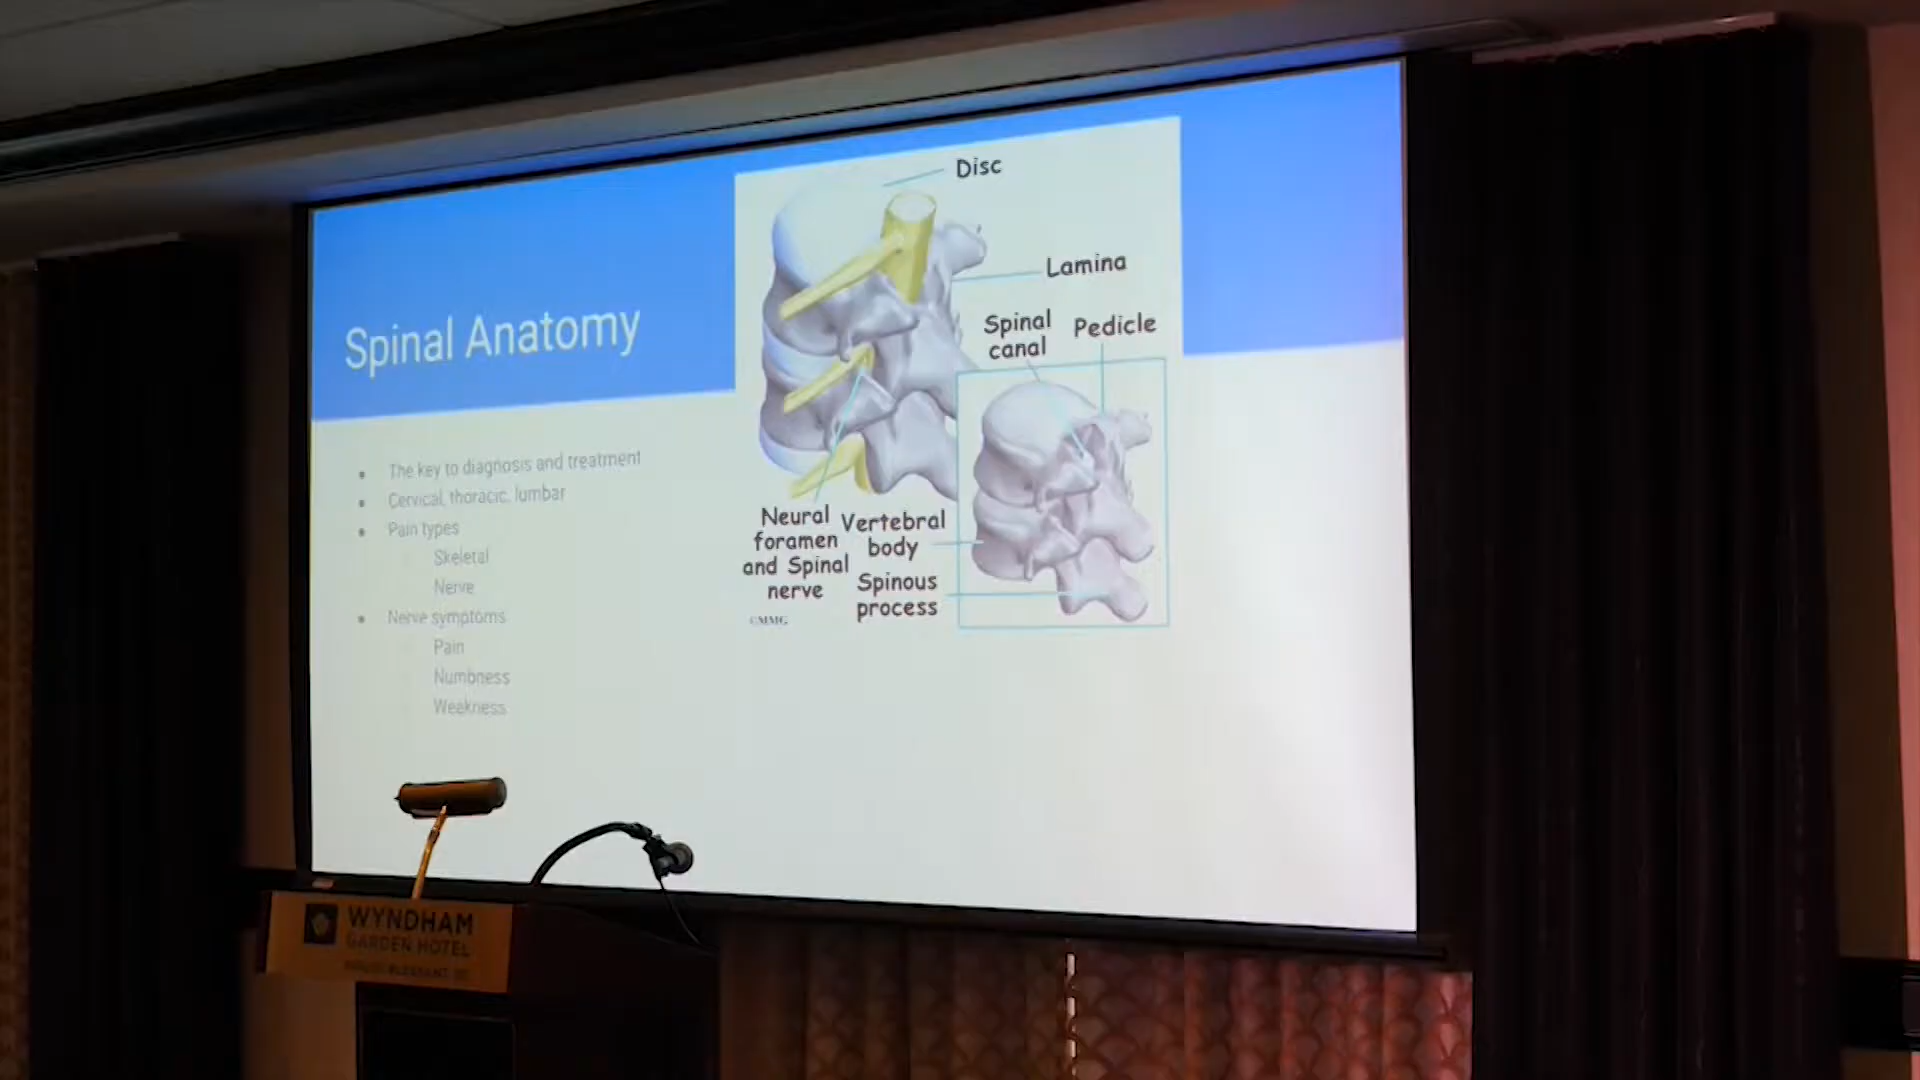 Spinal Anatomy
The key to diagnosis and treatment
Cervical, thoracic, lumbar
Pain types
Skeletal
Nerve
Nerve symptoms
Pain
Numbness
Weakness
Disc
Lamina
Spinal
canal
Pedicle
Neural
foramen
and Spinal
nerve
Vertebral
body
Spinous
process
©MMG
WYNDHAM
GARDEN HOTEL